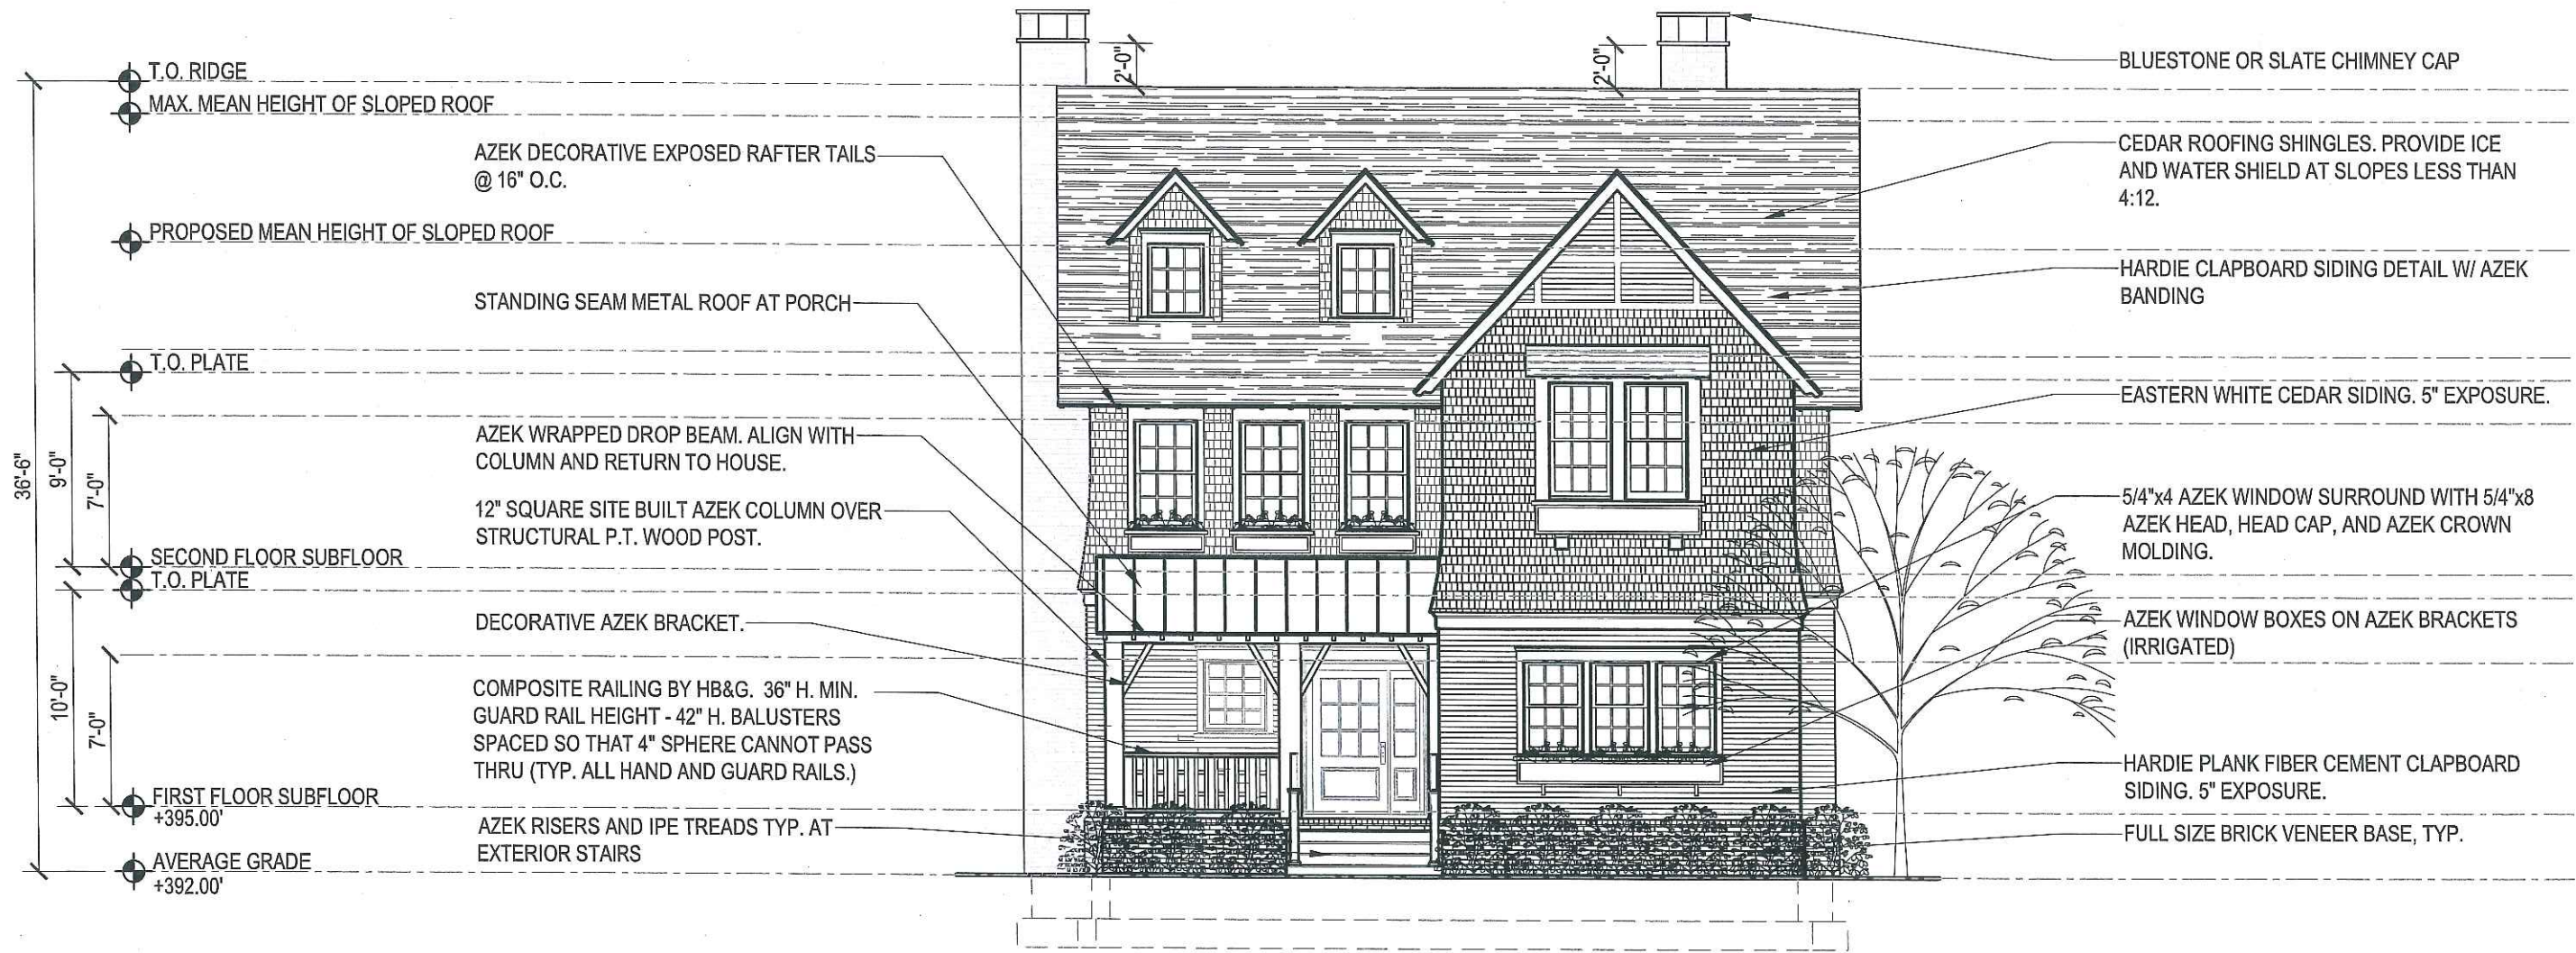 T.O. RIDGE
MAX. MEAN HEIGHT OF SLOPED ROOF
PROPOSED MEAN HEIGHT OF SLOPED ROOF
T.O. PLATE
SECOND FLOOR SUBFLOOR
T.O. PLATE
FIRST FLOOR SUBFLOOR
+395.00'
AVERAGE GRADE
+392.00'
36'-6"
9'-0"
7'-0"
10'-0"
7'-0"
AZEK DECORATIVE EXPOSED RAFTER TAILS
@ 16" O.C.
STANDING SEAM METAL ROOF AT PORCH
AZEK WRAPPED DROP BEAM. ALIGN WITH
COLUMN AND RETURN TO HOUSE.
12" SQUARE SITE BUILT AZEK COLUMN OVER
STRUCTURAL P.T. WOOD POST.
DECORATIVE AZEK BRACKET.
COMPOSITE RAILING BY HB&G. 36" H. MIN.
GUARD RAIL HEIGHT - 42" H. BALUSTERS
SPACED SO THAT 4" SPHERE CANNOT PASS
THRU (TYP. ALL HAND AND GUARD RAILS.)
AZEK RISERS AND IPE TREADS TYP. AT
EXTERIOR STAIRS
2'-0"
2'-0"
BLUESTONE OR SLATE CHIMNEY CAP
CEDAR ROOFING SHINGLES. PROVIDE ICE
AND WATER SHIELD AT SLOPES LESS THAN
4:12.
HARDIE CLAPBOARD SIDING DETAIL W/ AZEK
BANDING
EASTERN WHITE CEDAR SIDING. 5" EXPOSURE.
5/4"x4 AZEK WINDOW SURROUND WITH 5/4"x8
AZEK HEAD, HEAD CAP, AND AZEK CROWN
MOLDING.
AZEK WINDOW BOXES ON AZEK BRACKETS
(IRRIGATED)
HARDIE PLANK FIBER CEMENT CLAPBOARD
SIDING. 5" EXPOSURE.
FULL SIZE BRICK VENEER BASE, TYP.